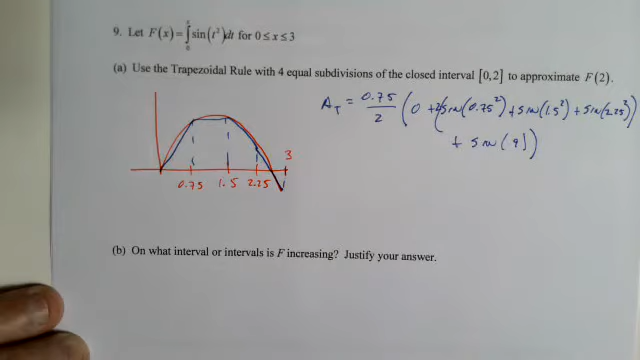 9. Let F(x) = ∫₀ˣ sin(t²)dt for 0 ≤ x ≤ 3
(a) Use the Trapezoidal Rule with 4 equal subdivisions of the closed interval [0,2] to approximate F(2).
A_T = 0.75/2 (0 + 2(sin(0.75²) + sin(1.5²) + sin(2.25²))
+ sin(9))
3
0.75 1.5 2.25
(b) On what interval or intervals is F increasing? Justify your answer.